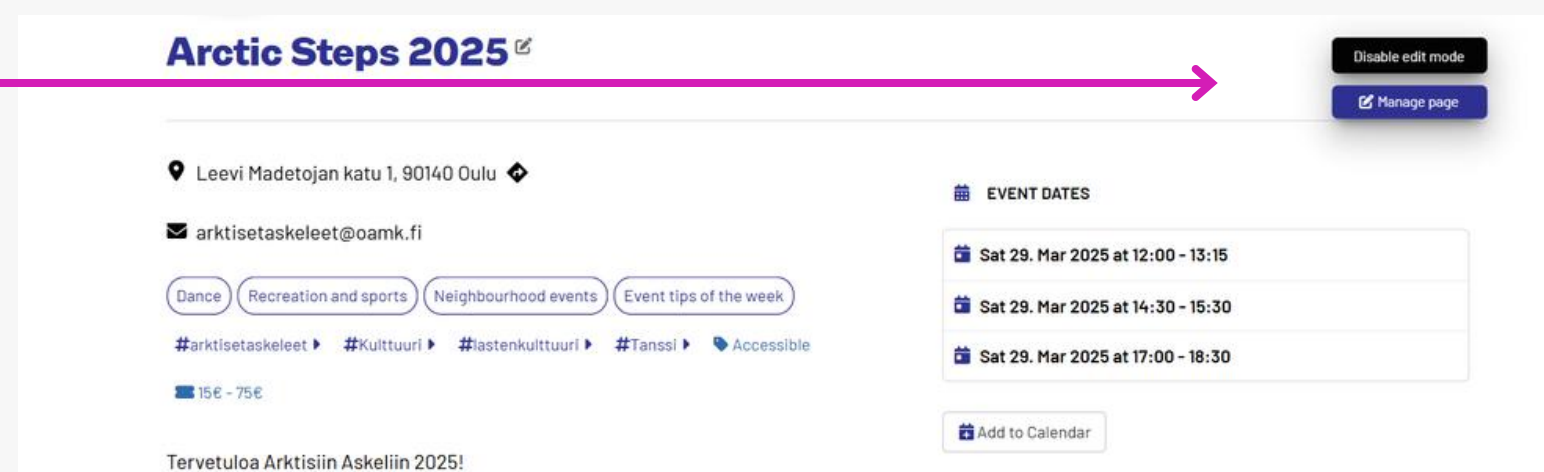 Arctic Steps 2025
Disable edit mode
Manage page
Leevi Madetojan katu 1, 90140 Oulu
arktisetaskeleet@oamk.fi
Dance Recreation and sports Neighbourhood events Event tips of the week
#arktisetaskeleet #Kulttuuri #lastenkulttuuri #Tanssi Accessible
15€ - 75€
Tervetuloa Arktisiin Askeliin 2025!
EVENT DATES
Sat 29. Mar 2025 at 12:00 - 13:15
Sat 29. Mar 2025 at 14:30 - 15:30
Sat 29. Mar 2025 at 17:00 - 18:30
Add to Calendar